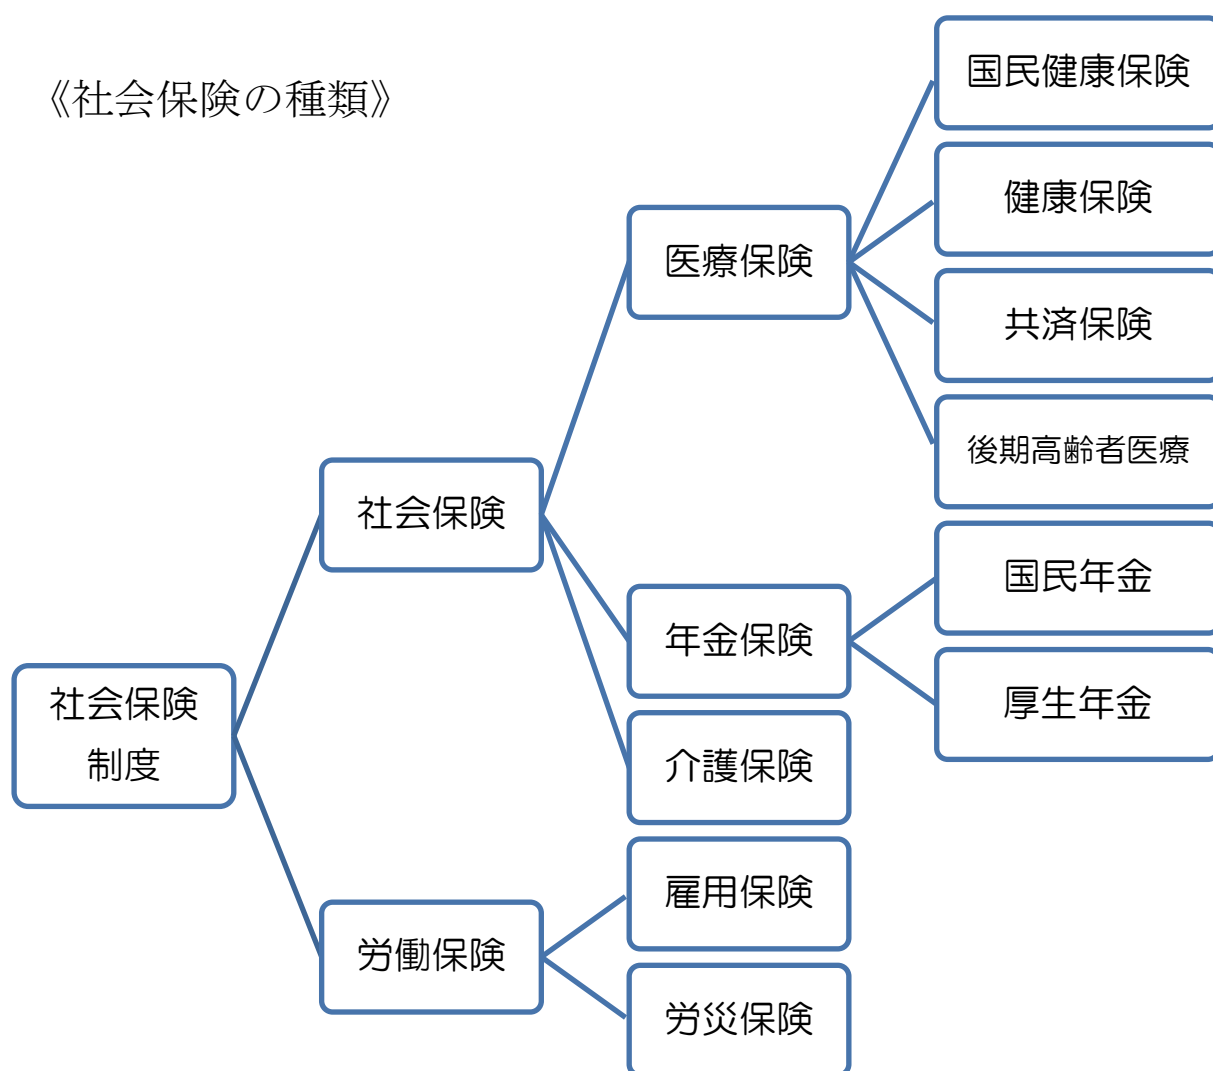 《社会保険の種類》
国民健康保険
健康保険
医療保険
共済保険
後期高齢者医療
社会保険
国民年金
年金保険
厚生年金
社会保険
制度
介護保険
雇用保険
労働保険
労災保険